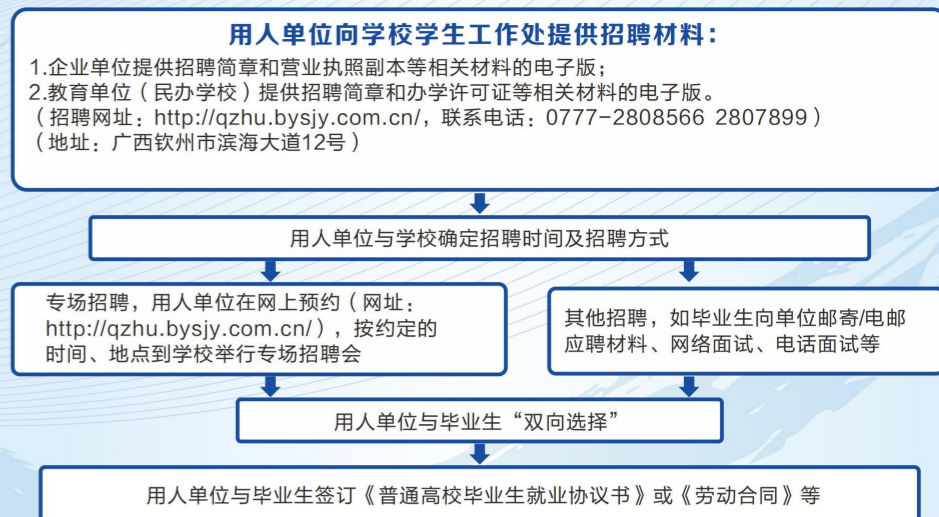 用人单位向学校学生工作处提供招聘材料：
1.企业单位提供招聘简章和营业执照副本等相关材料的电子版；
2.教育单位（民办学校）提供招聘简章和办学许可证等相关材料的电子版。
（招聘网址：http://qzhu.bysjy.com.cn/，联系电话：0777-2808566 2807899）
（地址：广西钦州市滨海大道12号）
用人单位与学校确定招聘时间及招聘方式
专场招聘，用人单位在网上预约（网址：
http://qzhu.bysjy.com.cn/），按约定的
时间、地点到学校举行专场招聘会
其他招聘，如毕业生向单位邮寄/电邮
应聘材料、网络面试、电话面试等
用人单位与毕业生“双向选择”
用人单位与毕业生签订《普通高校毕业生就业协议书》或《劳动合同》等